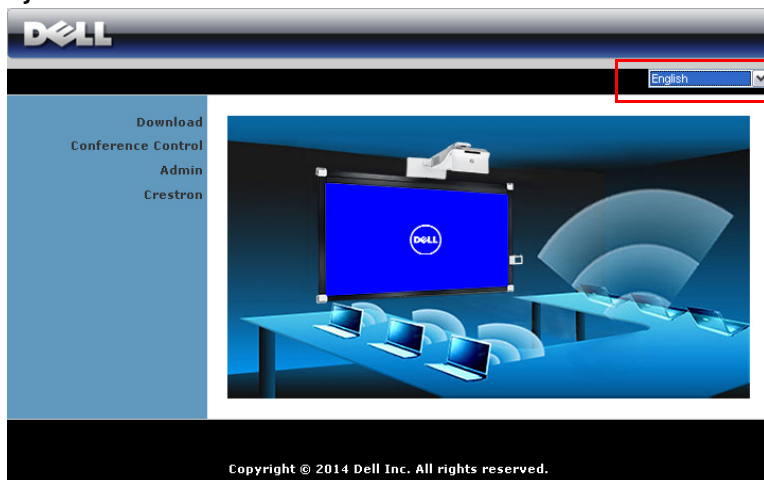 DELL
English
Download
Conference Control
Admin
Crestron
DELL
Copyright © 2014 Dell Inc. All rights reserved.